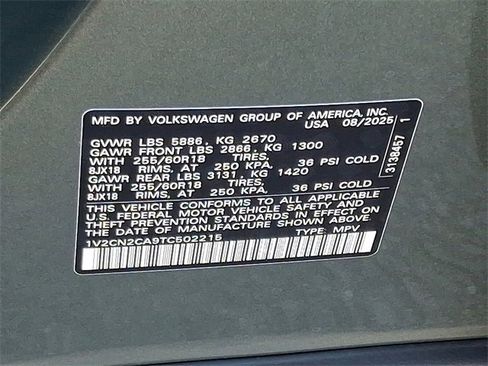 MFD BY VOLKSWAGEN GROUP OF AMERICA, INC.
USA 08/2025
GVWR LBS 5886, KG 2670
GAWR FRONT LBS 2866, KG 1300
WITH 255/60R18 TIRES,
8JX18 RIMS, AT 250 KPA, 36 PSI COLD
GAWR REAR LBS 3131, KG 1420
WITH 255/60R18 TIRES,
8JX18 RIMS, AT 250 KPA, 36 PSI COLD
THIS VEHICLE CONFORMS TO ALL APPLICABLE
U.S. FEDERAL MOTOR VEHICLE SAFETY AND
THEFT PREVENTION STANDARDS IN EFFECT ON
THE DATE OF MANUFACTURE SHOWN ABOVE.
1V2CN2CA9TC502215 TYPE: MPV
3138457 1